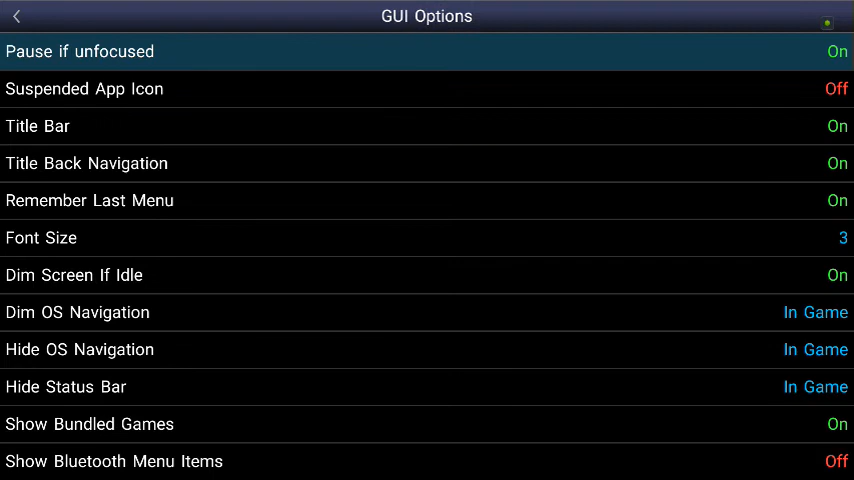 GUI Options
Pause if unfocused On
Suspended App Icon Off
Title Bar On
Title Back Navigation On
Remember Last Menu On
Font Size 3
Dim Screen If Idle On
Dim OS Navigation In Game
Hide OS Navigation In Game
Hide Status Bar In Game
Show Bundled Games On
Show Bluetooth Menu Items Off